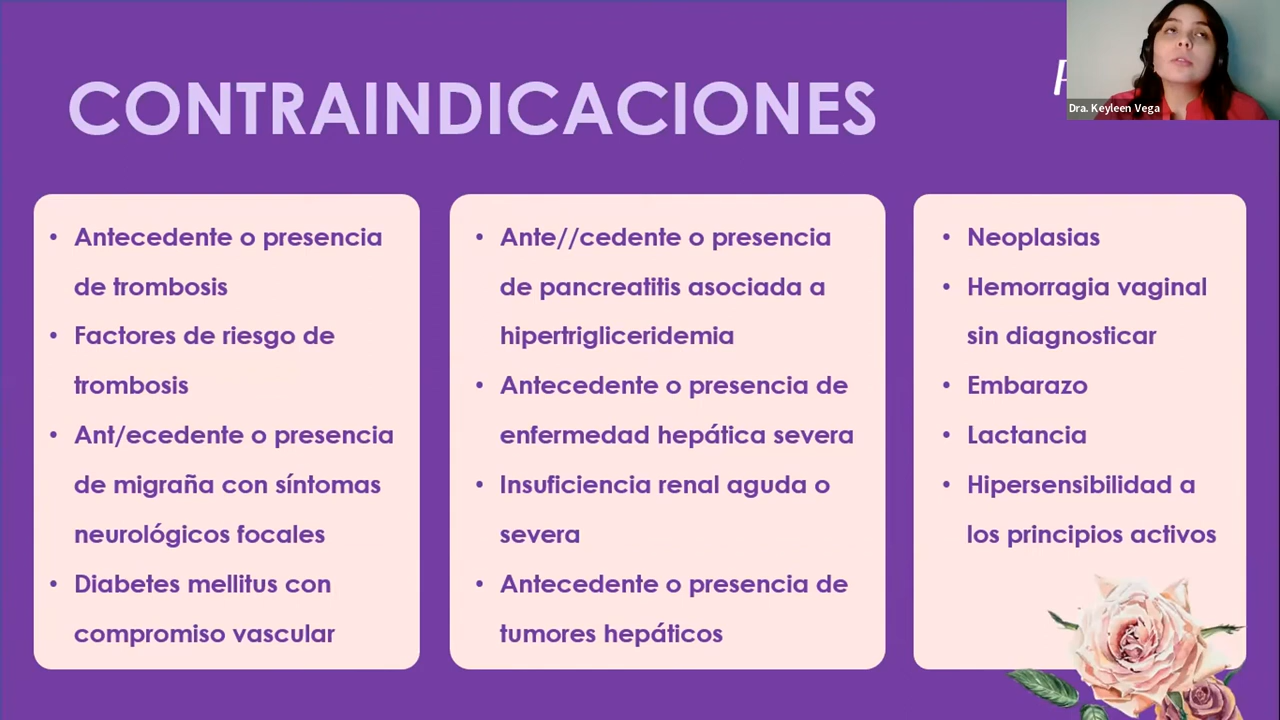 CONTRAINDICACIONES
Dra. Keyleen Vega
• Antecedente o presencia
de trombosis
• Factores de riesgo de
trombosis
• Ant/ecedente o presencia
de migraña con síntomas
neurológicos focales
• Diabetes mellitus con
compromiso vascular
• Ante//cedente o presencia
de pancreatitis asociada a
hipertrigliceridemia
• Antecedente o presencia de
enfermedad hepática severa
• Insuficiencia renal aguda o
severa
• Antecedente o presencia de
tumores hepáticos
• Neoplasias
• Hemorragia vaginal
sin diagnosticar
• Embarazo
• Lactancia
• Hipersensibilidad a
los principios activos